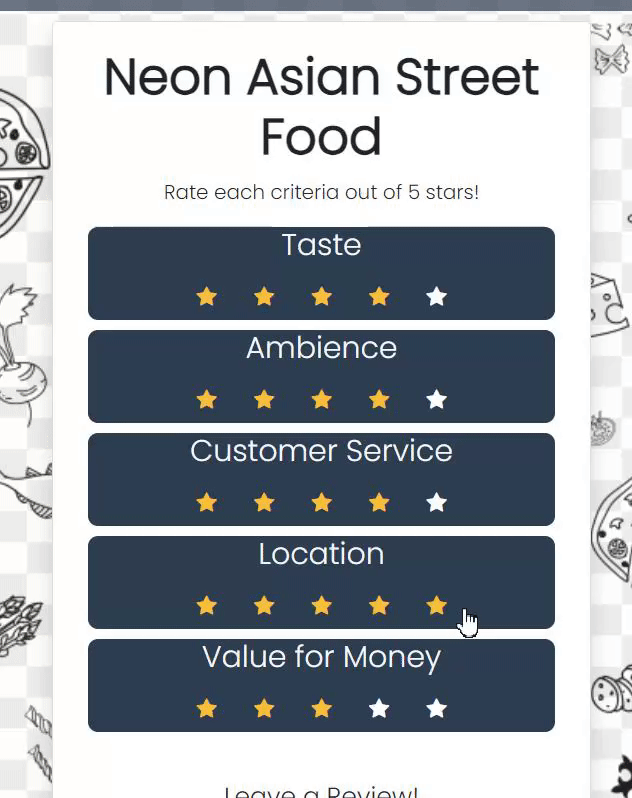 Neon Asian Street
Food
Rate each criteria out of 5 stars!
Taste
Ambience
Customer Service
Location
Value for Money
Leave a Review!